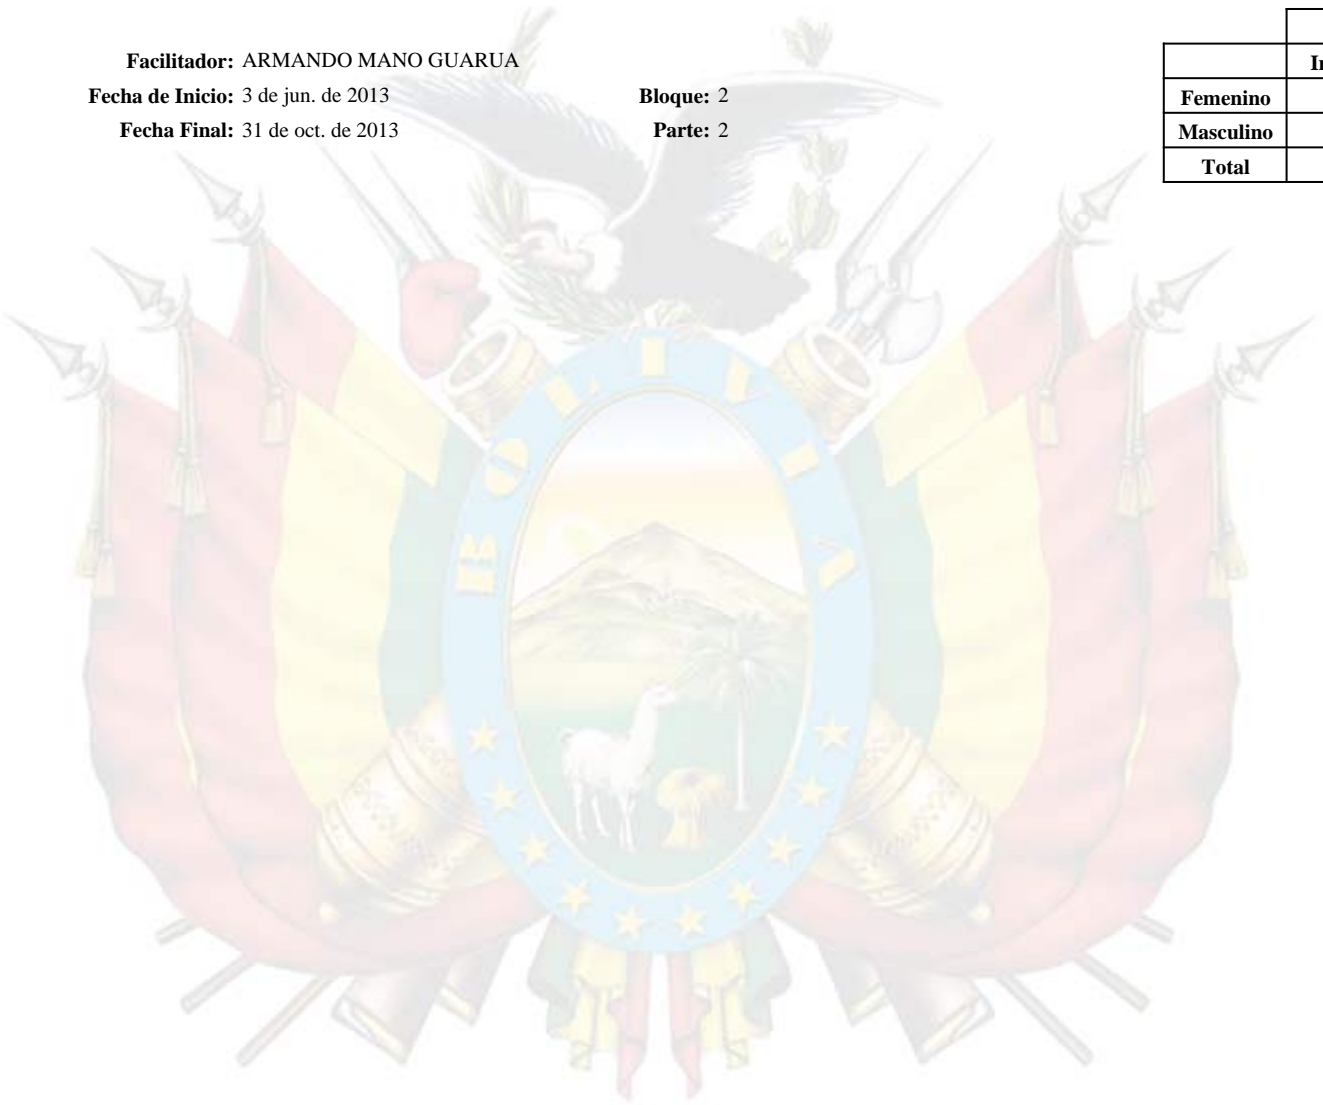 Facilitador: ARMANDO MANO GUARUA
Fecha de Inicio: 3 de jun. de 2013 Bloque: 2
Fecha Final: 31 de oct. de 2013 Parte: 2
Femenino
Masculino
Total
BOLIVIA